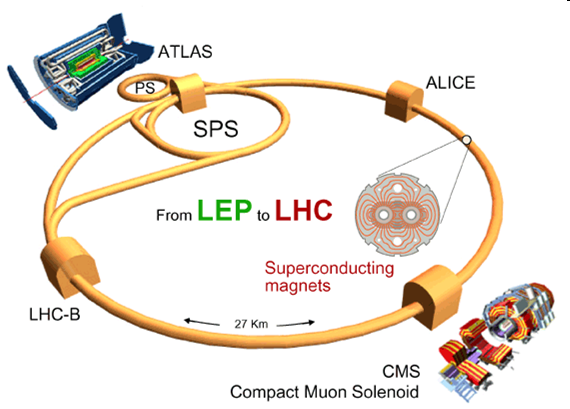 ATLAS
PS
ALICE
SPS
From LEP to LHC
Superconducting
magnets
LHC-B
27 Km
CMS
Compact Muon Solenoid